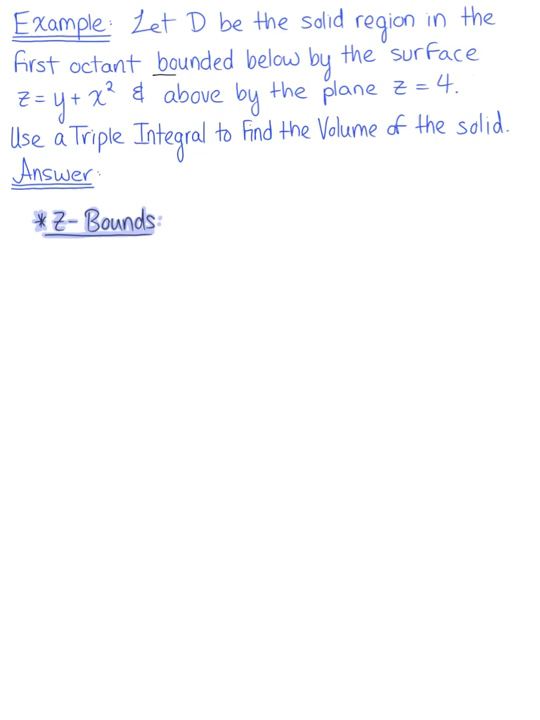 Example: Let D be the solid region in the
first octant bounded below by the surface
z = y + x² & above by the plane z = 4.
Use a Triple Integral to find the Volume of the solid.
Answer:
* Z- Bounds: